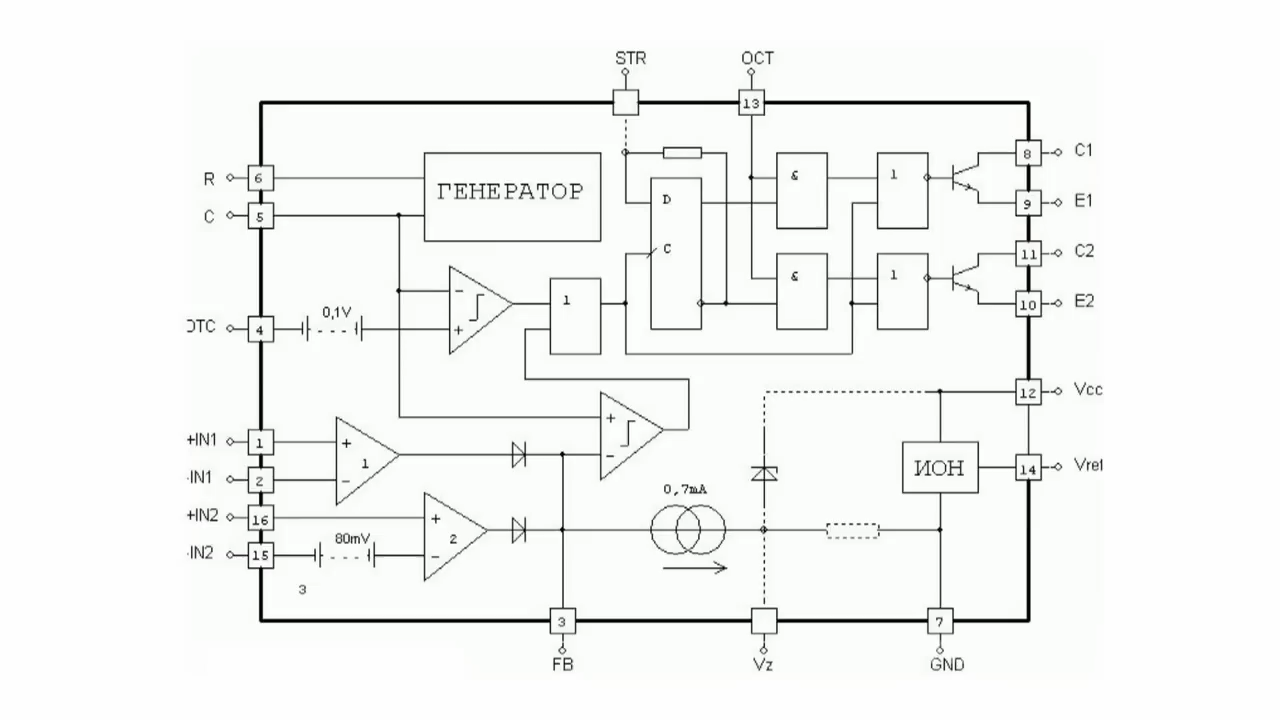 STR OCT
13
R 6 ГЕНЕРАТОР & 1 8 C1
C 5 D 9 E1
C & 1 11 C2
1 10 E2
DTC 4 0,1V - +
12 Vcc
+IN1 1 + 1 + ИОН 14 Vref
-IN1 2 - -
+IN2 16 + 0,7mA
-IN2 15 80mV - 2
3
3 7
FB Vz GND